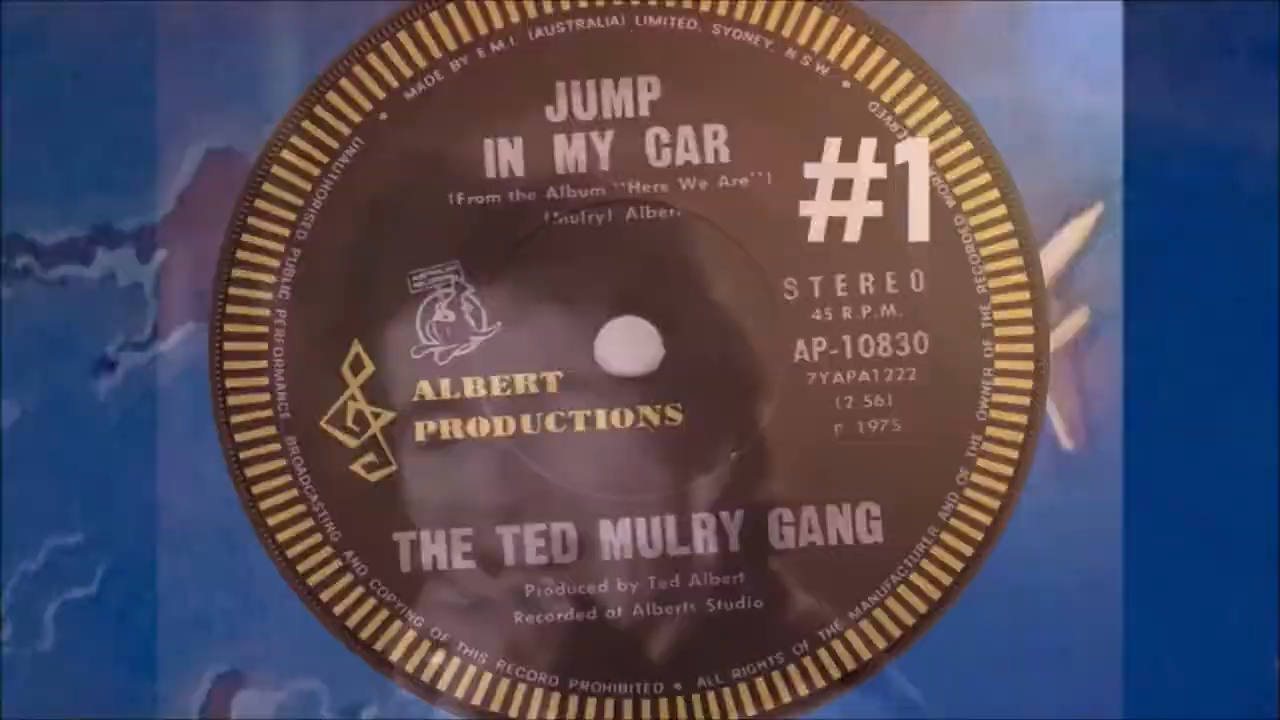 MADE BY E.M.I. (AUSTRALIA) LIMITED, SYDNEY, N.S.W.
JUMP
IN MY CAR
(From the Album "Here We Are")
(Mulry) Albert
#1
STEREO
45 R.P.M.
AP-10830
7YAPA1222
(2.56)
P 1975
ALBERT
PRODUCTIONS
THE TED MULRY GANG
Produced by Ted Albert
Recorded at Alberts Studio
UNAUTHORISED PUBLIC PERFORMANCE, BROADCASTING AND COPYING OF THIS RECORD PROHIBITED • ALL RIGHTS OF THE MANUFACTURER AND OF THE OWNER OF THE RECORDED WORK